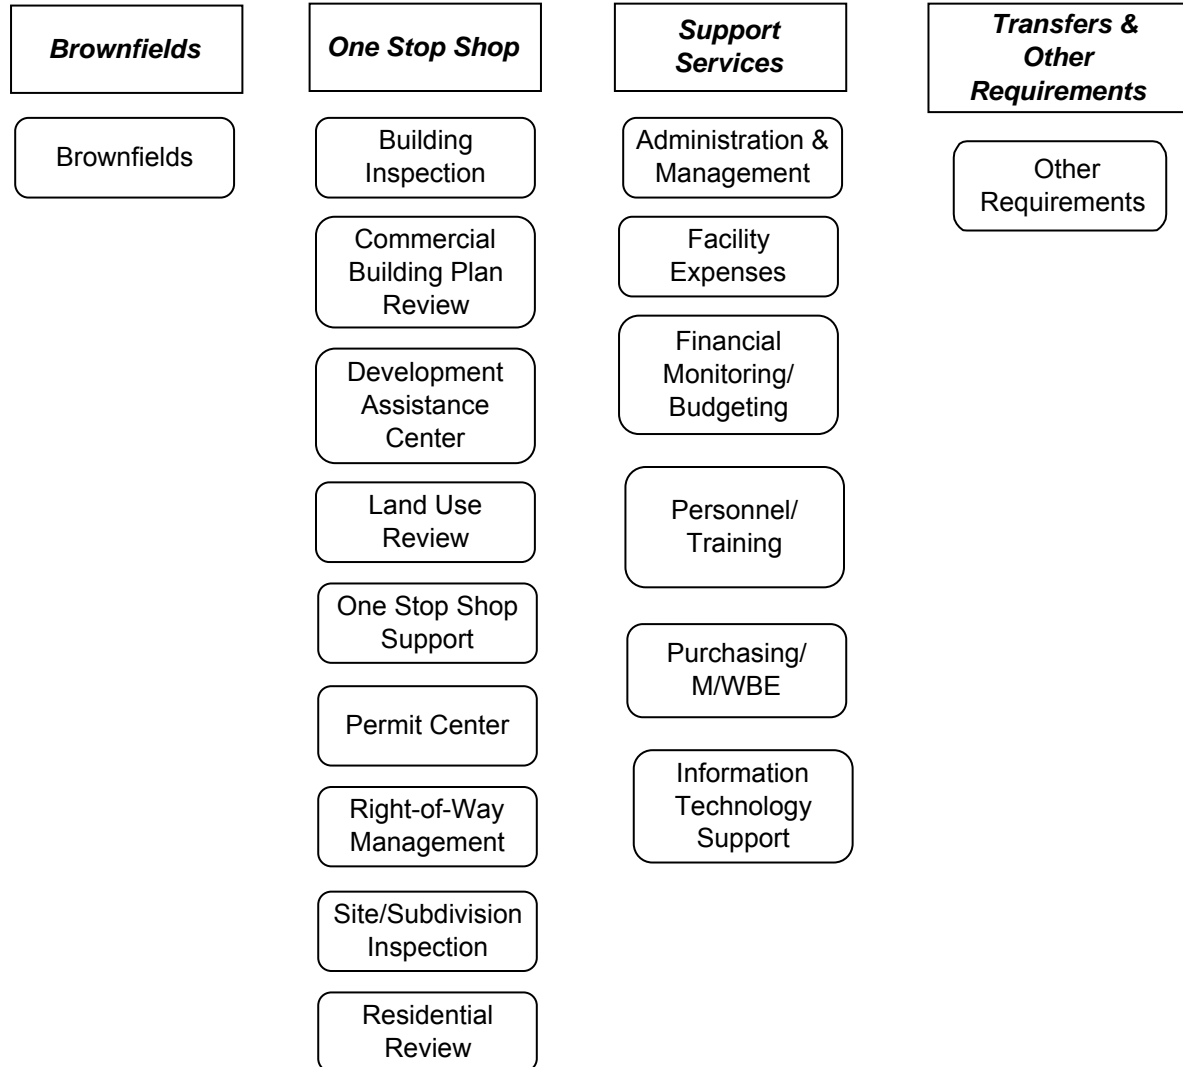 Brownfields
Brownfields
One Stop Shop
Building
Inspection
Commercial
Building Plan
Review
Development
Assistance
Center
Land Use
Review
One Stop Shop
Support
Permit Center
Right-of-Way
Management
Site/Subdivision
Inspection
Residential
Review
Support
Services
Administration &
Management
Facility
Expenses
Financial
Monitoring/
Budgeting
Personnel/
Training
Purchasing/
M/WBE
Information
Technology
Support
Transfers &
Other
Requirements
Other
Requirements